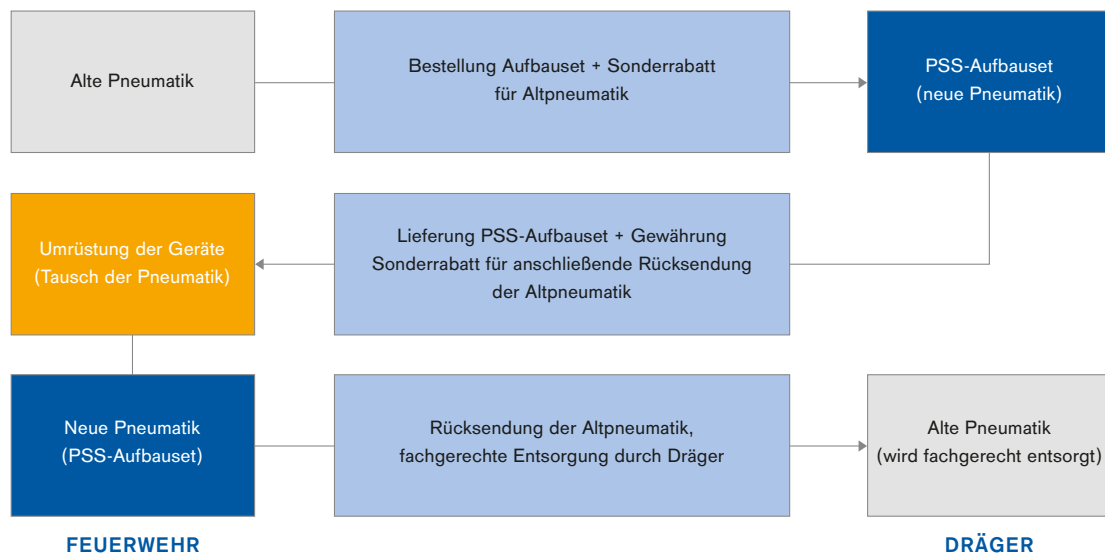 Alte Pneumatik
Bestellung Aufbauset + Sonderrabatt
für Altpneumatik
PSS-Aufbauset
(neue Pneumatik)
Umrüstung der Geräte
(Tausch der Pneumatik)
Lieferung PSS-Aufbauset + Gewährung
Sonderrabatt für anschließende Rücksendung
der Altpneumatik
Neue Pneumatik
(PSS-Aufbauset)
Rücksendung der Altpneumatik,
fachgerechte Entsorgung durch Dräger
Alte Pneumatik
(wird fachgerecht entsorgt)
FEUERWEHR
DRÄGER